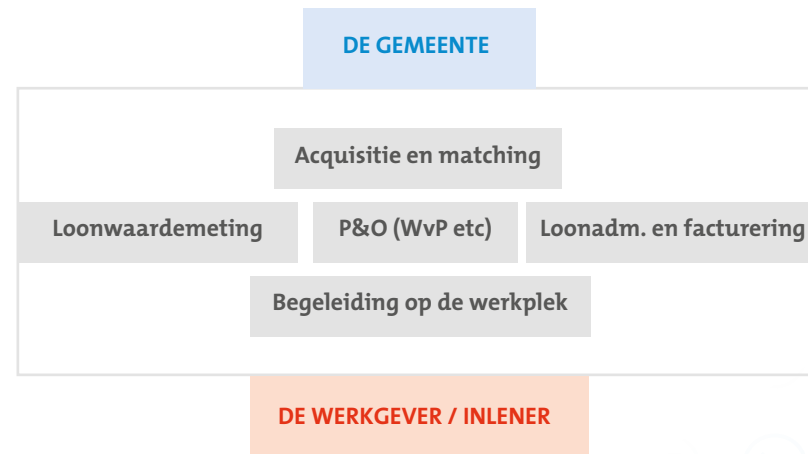 DE GEMEENTE
Acquisitie en matching
Loonwaardemeting
P&O (WvP etc)
Loonadm. en facturering
Begeleiding op de werkplek
DE WERKGEVER / INLENER